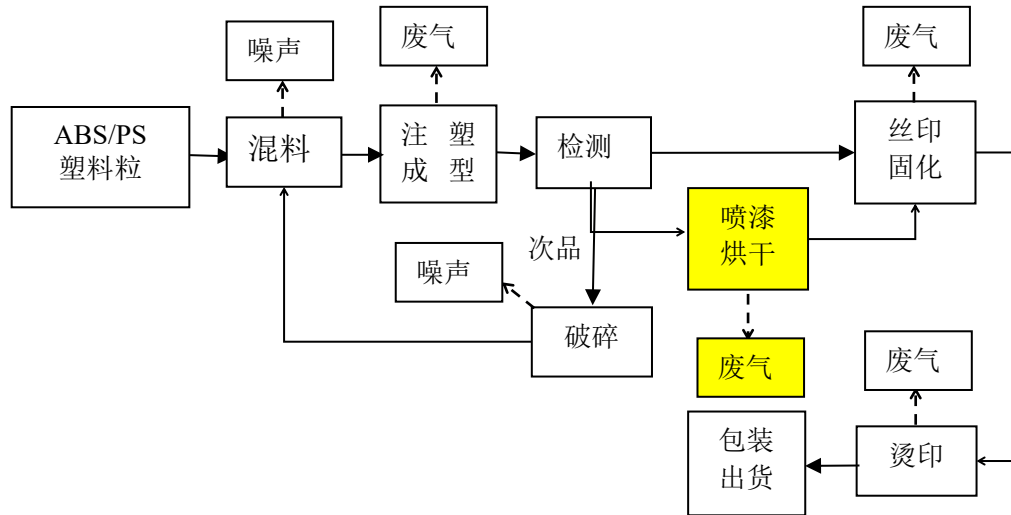 噪声
废气
废气
ABS/PS
塑料粒
混料
注 塑
成 型
检测
丝印
固化
喷漆
烘干
次品
噪声
破碎
废气
废气
包装
出货
烫印